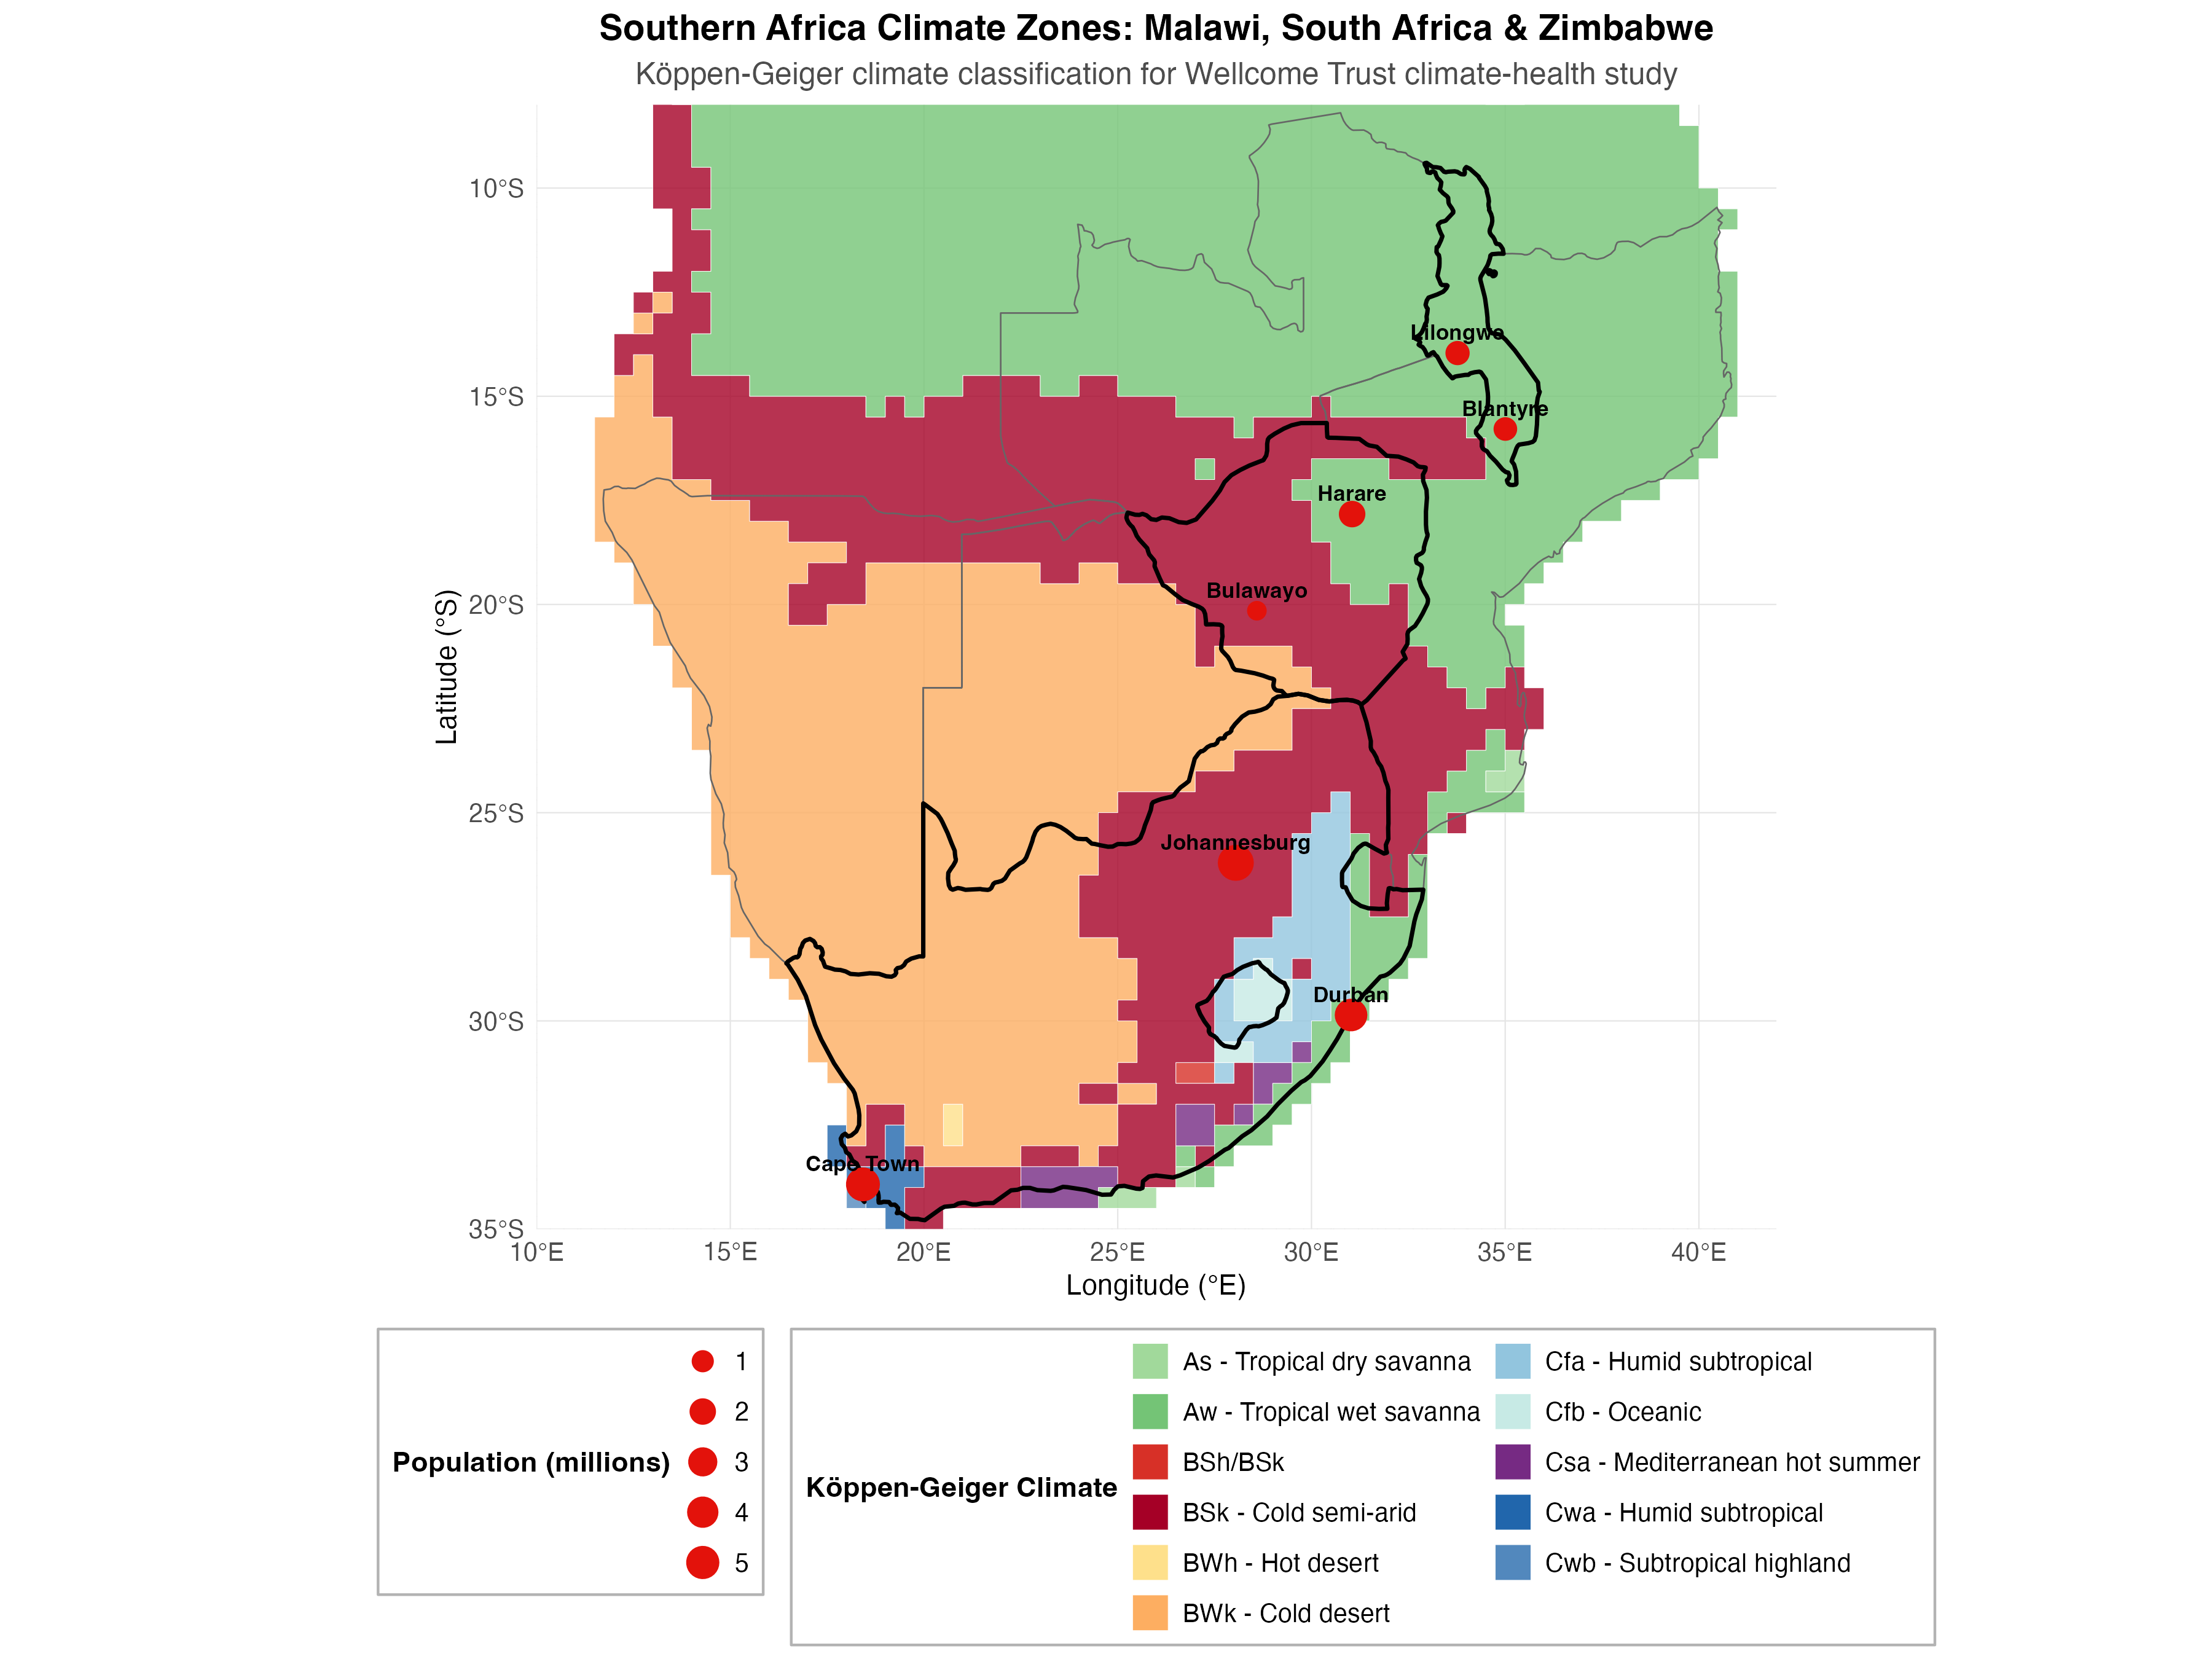 Southern Africa Climate Zones: Malawi, South Africa & Zimbabwe
Köppen-Geiger climate classification for Wellcome Trust climate-health study
10°S
15°S
20°S
25°S
30°S
35°S
Latitude (°S)
Lilongwe
Blantyre
Harare
Bulawayo
Johannesburg
Durban
Cape Town
10°E
15°E
20°E
25°E
30°E
35°E
40°E
Longitude (°E)
Population (millions)
1
2
3
4
5
Köppen-Geiger Climate
As - Tropical dry savanna
Aw - Tropical wet savanna
BSh/BSk
BSk - Cold semi-arid
BWh - Hot desert
BWk - Cold desert
Cfa - Humid subtropical
Cfb - Oceanic
Csa - Mediterranean hot summer
Cwa - Humid subtropical
Cwb - Subtropical highland